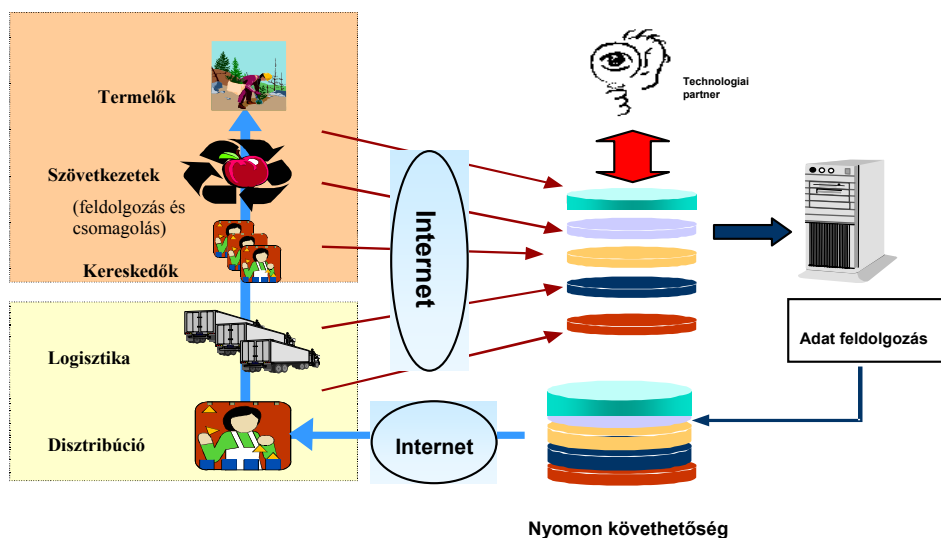 Termelők
Szövetkezetek
(feldolgozás és
csomagolás)
Kereskedők
Logisztika
Disztribúció
Internet
Internet
Technologiai
partner
Adat feldolgozás
Nyomon követhetőség